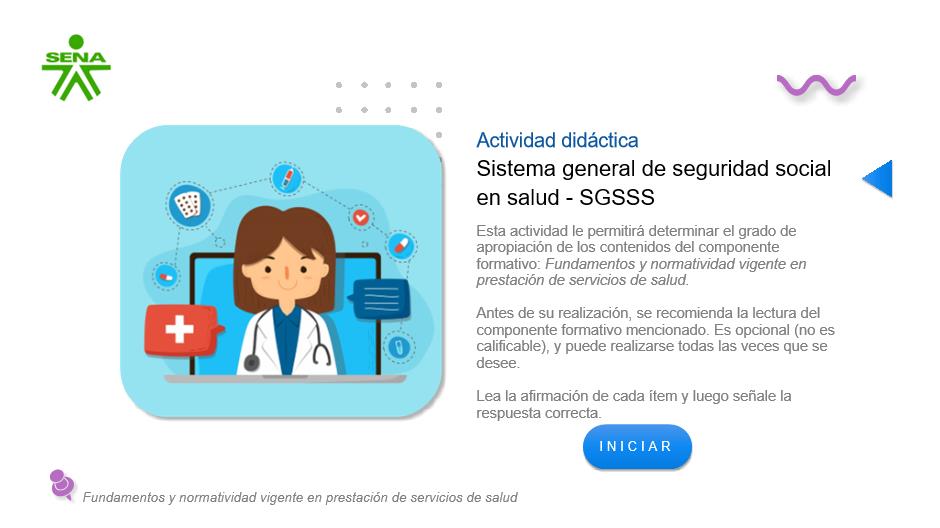 SENA
Actividad didáctica
Sistema general de seguridad social
en salud - SGSSS
Esta actividad le permitirá determinar el grado de
apropiación de los contenidos del componente
formativo: Fundamentos y normatividad vigente en
prestación de servicios de salud.
Antes de su realización, se recomienda la lectura del
componente formativo mencionado. Es opcional (no es
calificable), y puede realizarse todas las veces que se
desee.
Lea la afirmación de cada ítem y luego señale la
respuesta correcta.
INICIAR
Fundamentos y normatividad vigente en prestación de servicios de salud